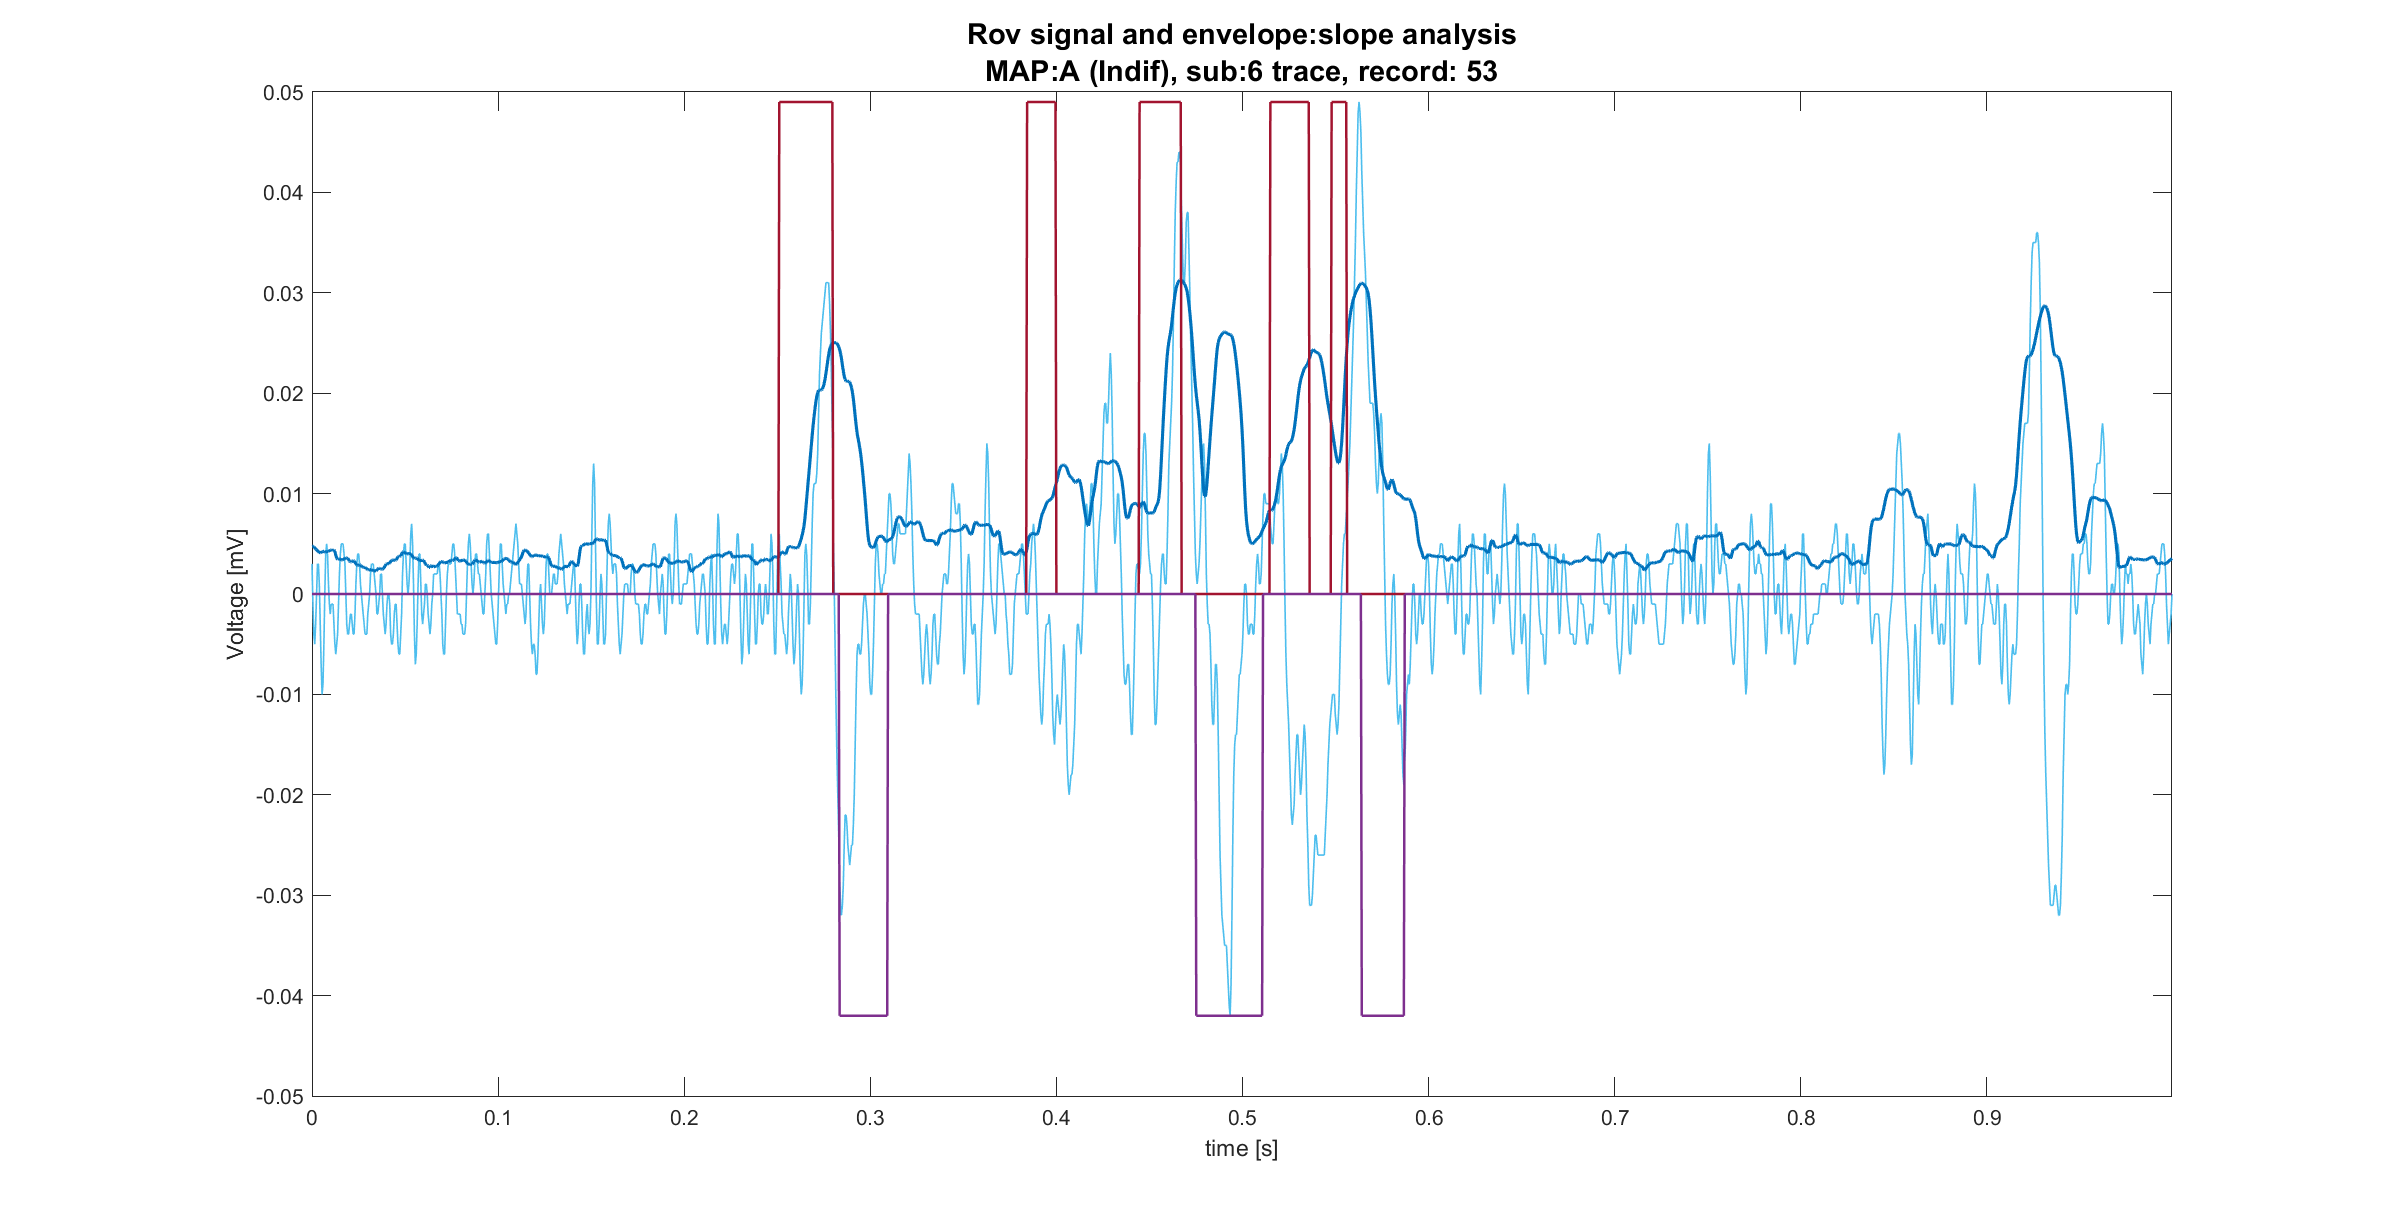 Rov signal and envelope:slope analysis
MAP:A (Indif), sub:6 trace, record: 53
0.05
0.04
0.03
0.02
0.01
0
-0.01
-0.02
-0.03
-0.04
-0.05
Voltage [mV]
0 0.1 0.2 0.3 0.4 0.5 0.6 0.7 0.8 0.9
time [s]